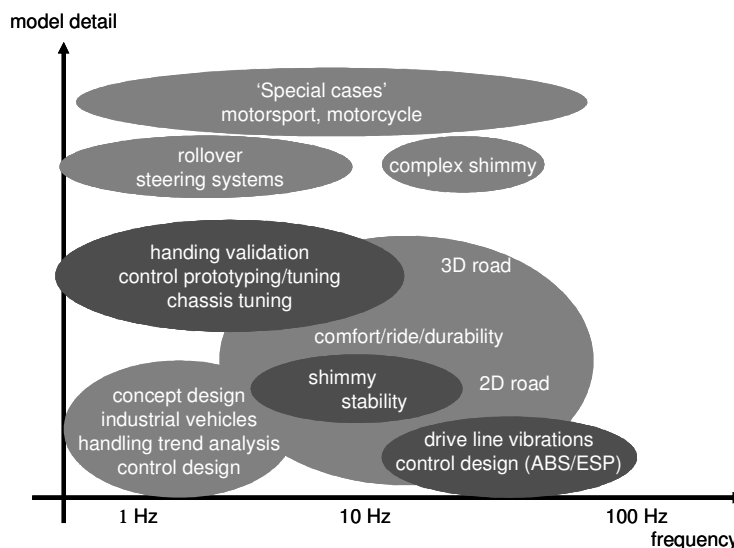 model detail
‘Special cases’
motorsport, motorcycle
rollover
steering systems
complex shimmy
handing validation
control prototyping/tuning
chassis tuning
3D road
comfort/ride/durability
shimmy
stability
2D road
concept design
industrial vehicles
handling trend analysis
control design
drive line vibrations
control design (ABS/ESP)
1 Hz
10 Hz
100 Hz
frequency